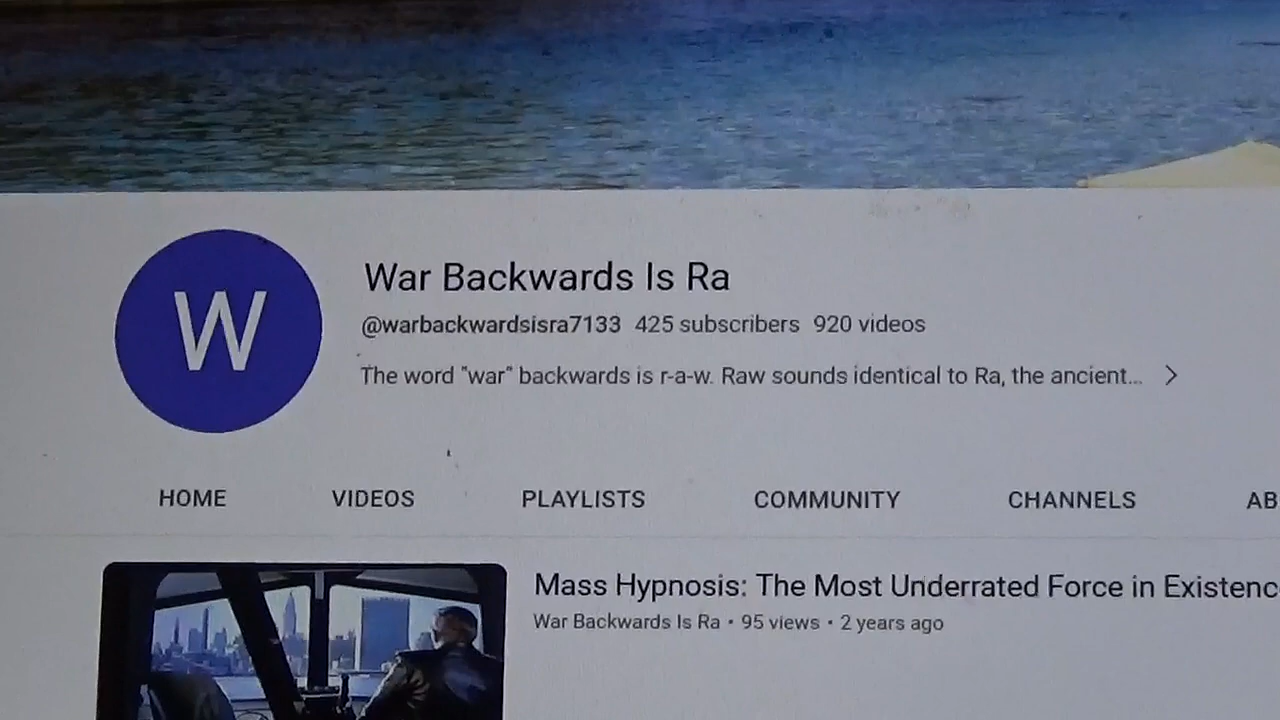 W
War Backwards Is Ra
@warbackwardsisra7133 425 subscribers 920 videos
The word "war" backwards is r-a-w. Raw sounds identical to Ra, the ancient...
HOME VIDEOS PLAYLISTS COMMUNITY CHANNELS AB
Mass Hypnosis: The Most Underrated Force in Existenc
War Backwards Is Ra • 95 views • 2 years ago